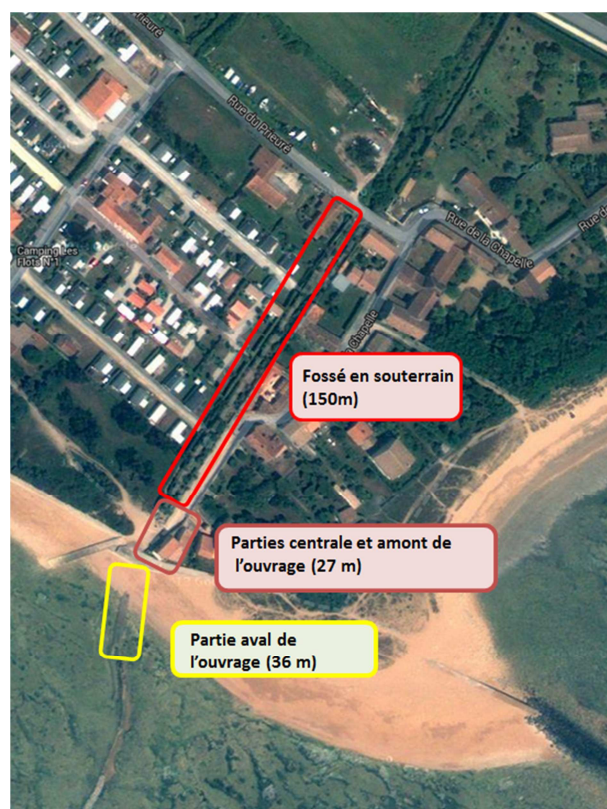 Prieuré
Rue du Prieuré
Rue de la Chapelle
Rue d
Camping Les
Flots N°1
Chapelle
Fossé en souterrain
(150m)
Parties centrale et amont de
l'ouvrage (27 m)
Partie aval de
l'ouvrage (36 m)